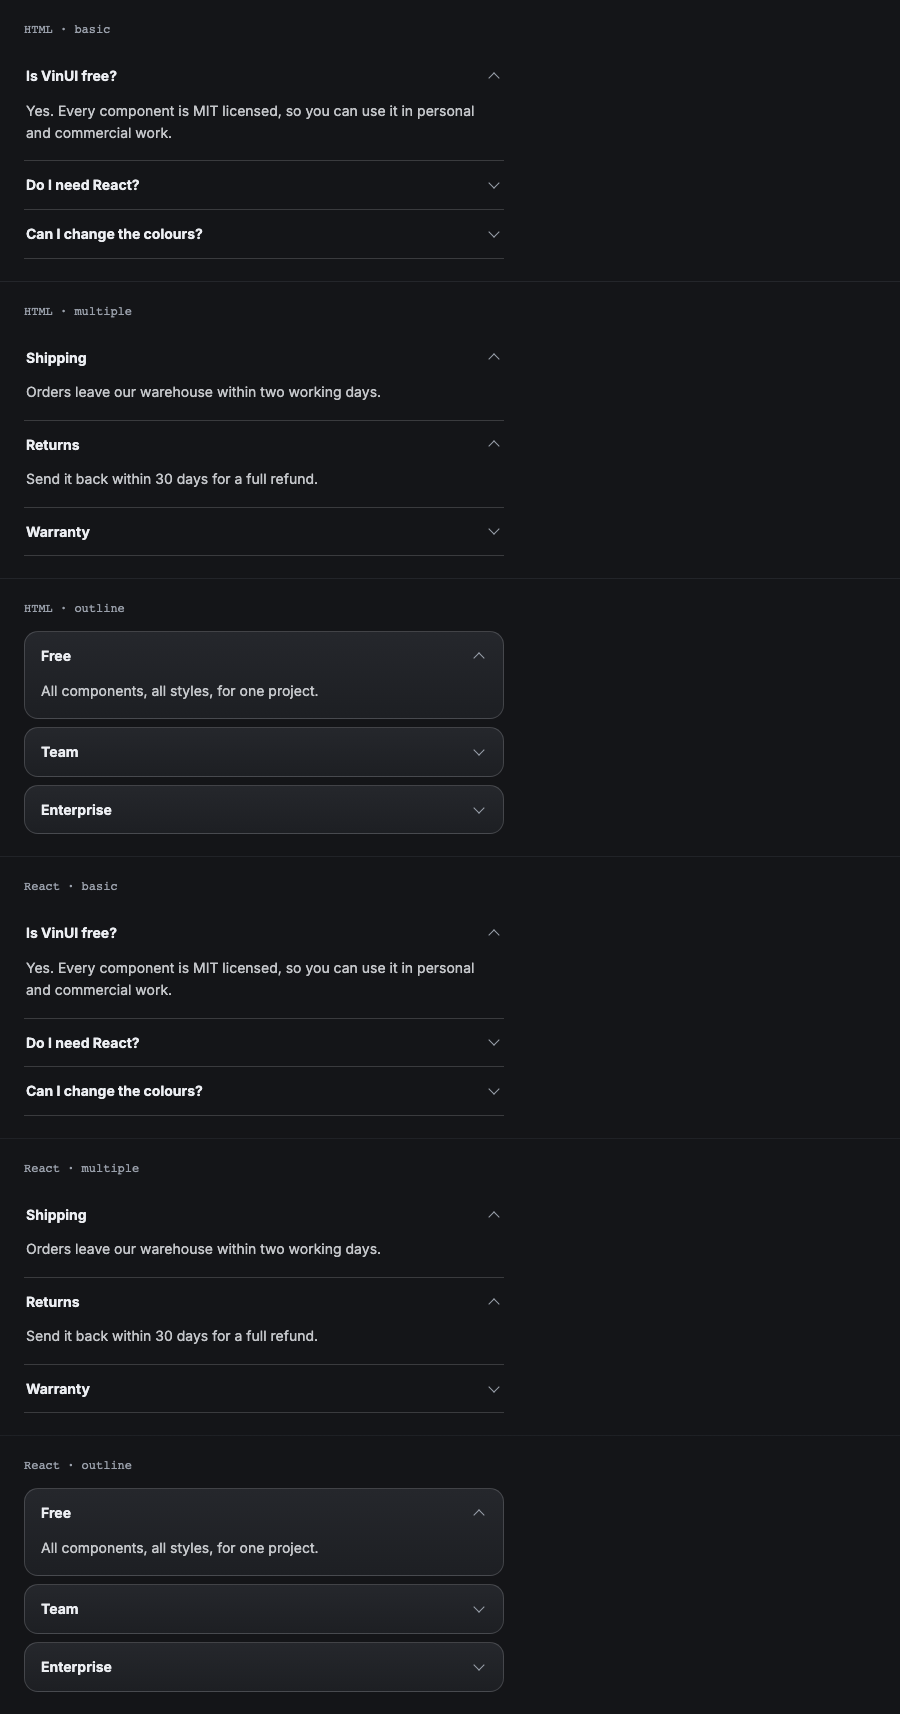 HTML · basic
Is VinUI free?
Yes. Every component is MIT licensed, so you can use it in personal
and commercial work.
Do I need React?
Can I change the colours?
HTML · multiple
Shipping
Orders leave our warehouse within two working days.
Returns
Send it back within 30 days for a full refund.
Warranty
HTML · outline
Free
All components, all styles, for one project.
Team
Enterprise
React · basic
Is VinUI free?
Yes. Every component is MIT licensed, so you can use it in personal
and commercial work.
Do I need React?
Can I change the colours?
React · multiple
Shipping
Orders leave our warehouse within two working days.
Returns
Send it back within 30 days for a full refund.
Warranty
React · outline
Free
All components, all styles, for one project.
Team
Enterprise